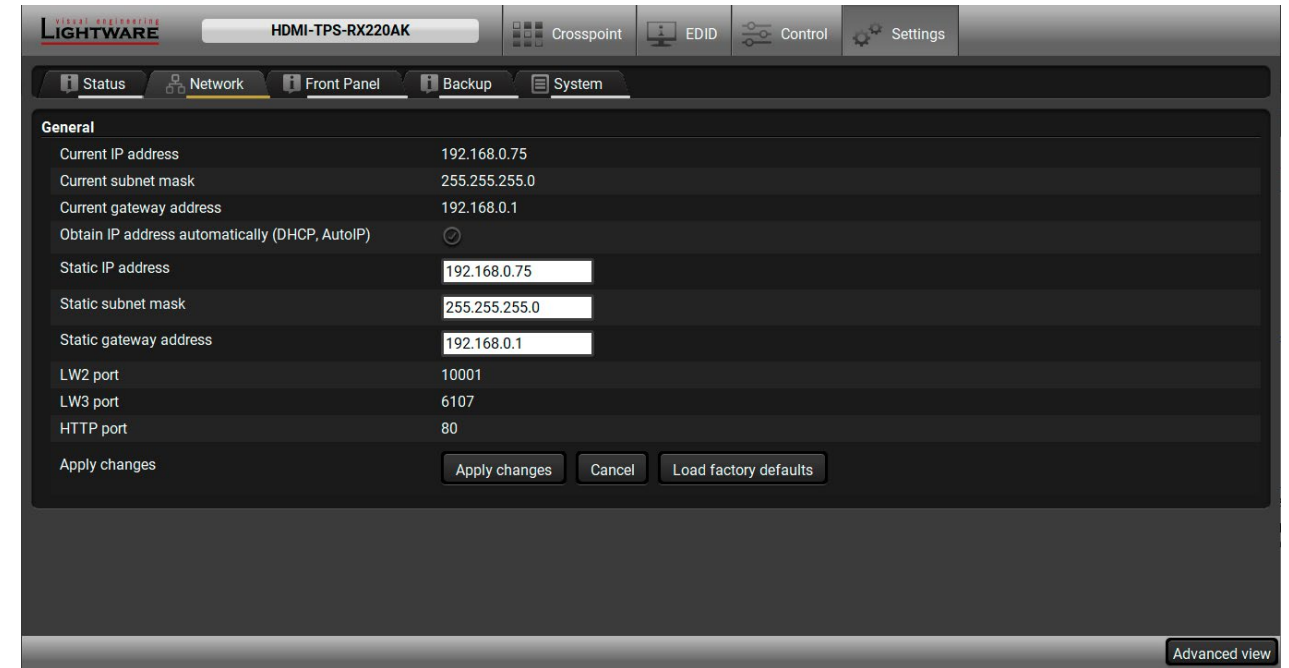 visual engineering
LIGHTWARE
HDMI-TPS-RX220AK
Crosspoint
EDID
Control
Settings
Status
Network
Front Panel
Backup
System
General
Current IP address 192.168.0.75
Current subnet mask 255.255.255.0
Current gateway address 192.168.0.1
Obtain IP address automatically (DHCP, AutoIP)
Static IP address 192.168.0.75
Static subnet mask 255.255.255.0
Static gateway address 192.168.0.1
LW2 port 10001
LW3 port 6107
HTTP port 80
Apply changes Apply changes Cancel Load factory defaults
Advanced view